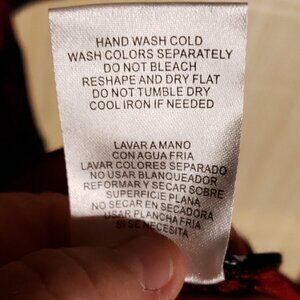 HAND WASH COLD
WASH COLORS SEPARATELY
DO NOT BLEACH
RESHAPE AND DRY FLAT
DO NOT TUMBLE DRY
COOL IRON IF NEEDED
LAVAR A MANO
CON AGUA FRIA
LAVAR COLORES SEPARADO
NO USAR BLANQUEADOR
REFORMAR Y SECAR SOBRE
SUPERFICIE PLANA
NO SECAR EN SECADORA
USAR PLANCHA FRIA
SI SE NECESITA